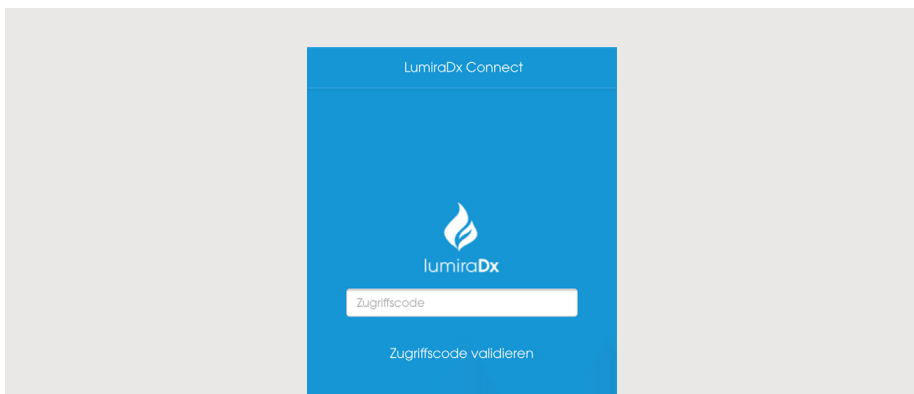 LumiraDx Connect
lumiraDx
Zugriffscode
Zugriffscode validieren